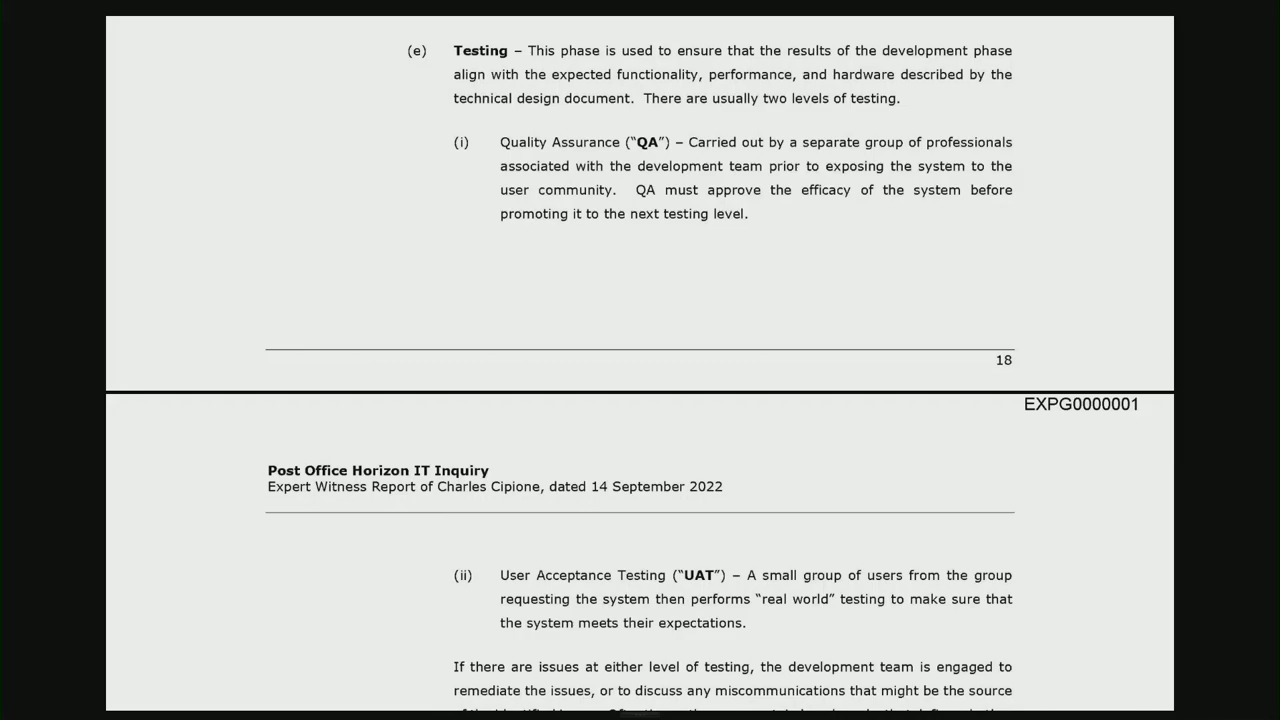 (e) Testing – This phase is used to ensure that the results of the development phase
align with the expected functionality, performance, and hardware described by the
technical design document. There are usually two levels of testing.
(i) Quality Assurance (“QA”) – Carried out by a separate group of professionals
associated with the development team prior to exposing the system to the
user community. QA must approve the efficacy of the system before
promoting it to the next testing level.
18
EXPG0000001
Post Office Horizon IT Inquiry
Expert Witness Report of Charles Cipione, dated 14 September 2022
(ii) User Acceptance Testing (“UAT”) – A small group of users from the group
requesting the system then performs “real world” testing to make sure that
the system meets their expectations.
If there are issues at either level of testing, the development team is engaged to
remediate the issues, or to discuss any miscommunications that might be the source